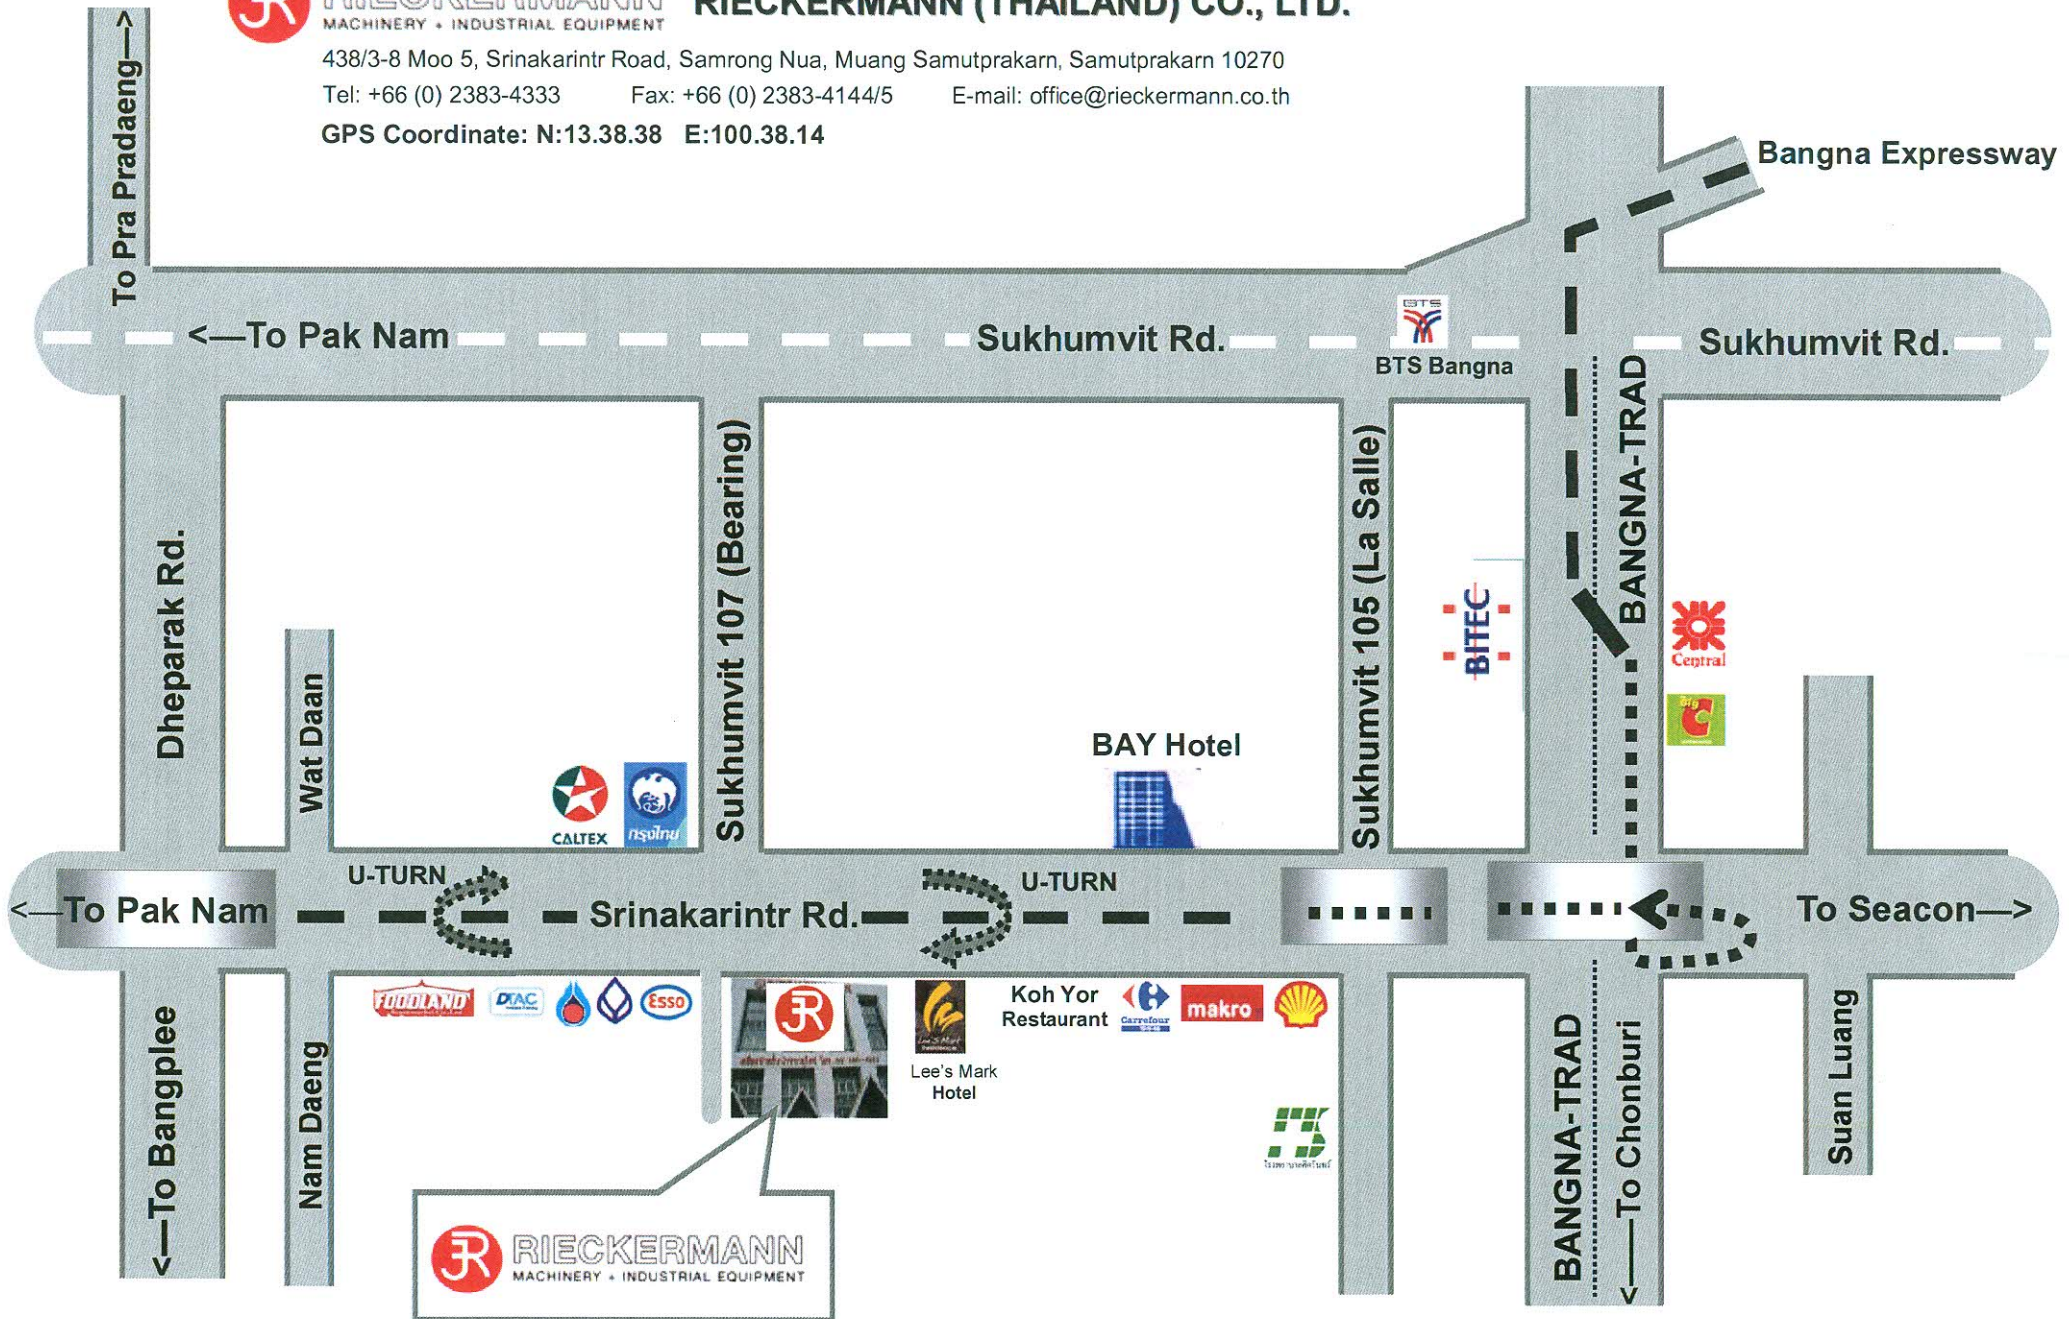 RIECKERMANN
RIECKERMANN (THAILAND) CO., LTD.
MACHINERY + INDUSTRIAL EQUIPMENT
438/3-8 Moo 5, Srinakarintr Road, Samrong Nua, Muang Samutprakarn, Samutprakarn 10270
Tel: +66 (0) 2383-4333 Fax: +66 (0) 2383-4144/5 E-mail: office@rieckermann.co.th
GPS Coordinate: N:13.38.38 E:100.38.14
To Pra Pradaeng—>
Bangna Expressway
<—To Pak Nam
Sukhumvit Rd.
BTS
BTS Bangna
Sukhumvit Rd.
Dheparak Rd.
Wat Daan
Sukhumvit 107 (Bearing)
Sukhumvit 105 (La Salle)
BITEC
BANGNA-TRAD
Central
Big C
BAY Hotel
CALTEX
กรุงไทย
U-TURN
U-TURN
<—To Pak Nam
Srinakarintr Rd.
To Seacon—>
FOODLAND
DTAC
Esso
JR
Lee's Mark
Hotel
Koh Yor
Restaurant
Carrefour
makro
<—To Bangplee
Nam Daeng
BANGNA-TRAD
<——To Chonburi
Suan Luang
JR
RIECKERMANN
MACHINERY + INDUSTRIAL EQUIPMENT